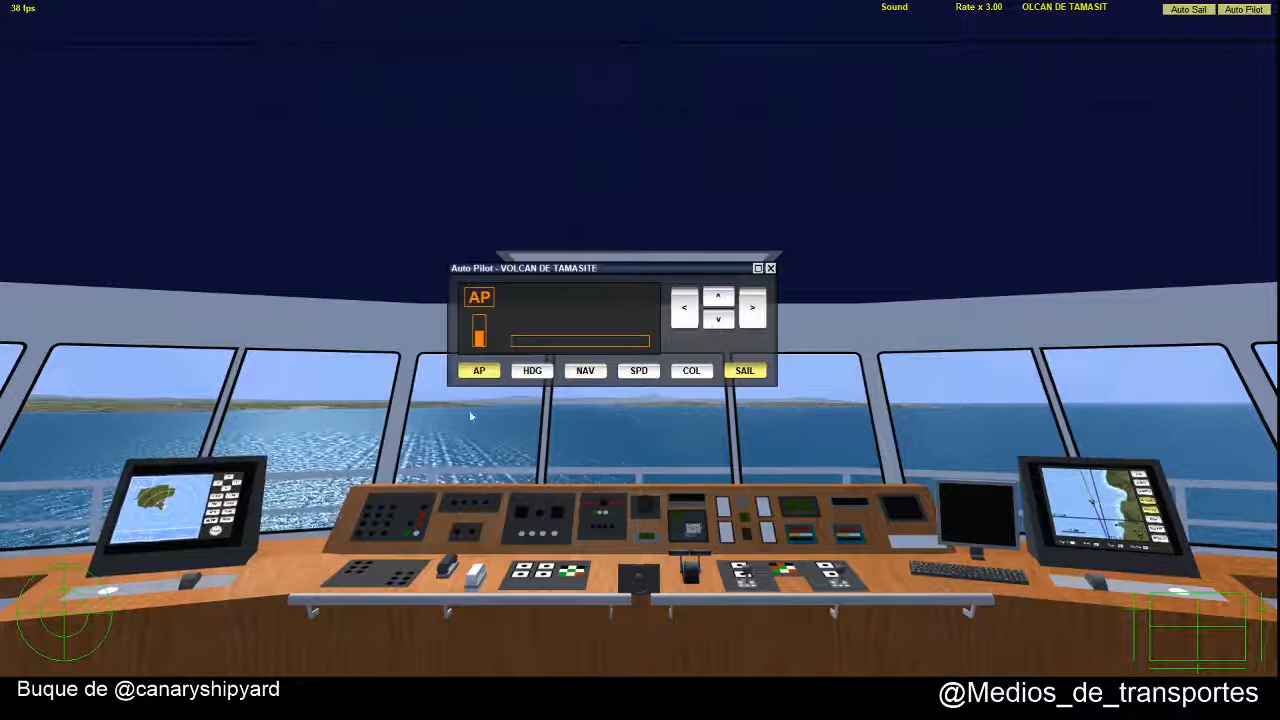 38 fps
Sound
Rate x 3.00
OLCAN DE TAMASIT
Auto Sail
Auto Pilot
Auto Pilot - VOLCAN DE TAMASITE
AP
<
^
v
>
AP
HDG
NAV
SPD
COL
SAIL
Buque de @canaryshipyard
@Medios_de_transportes